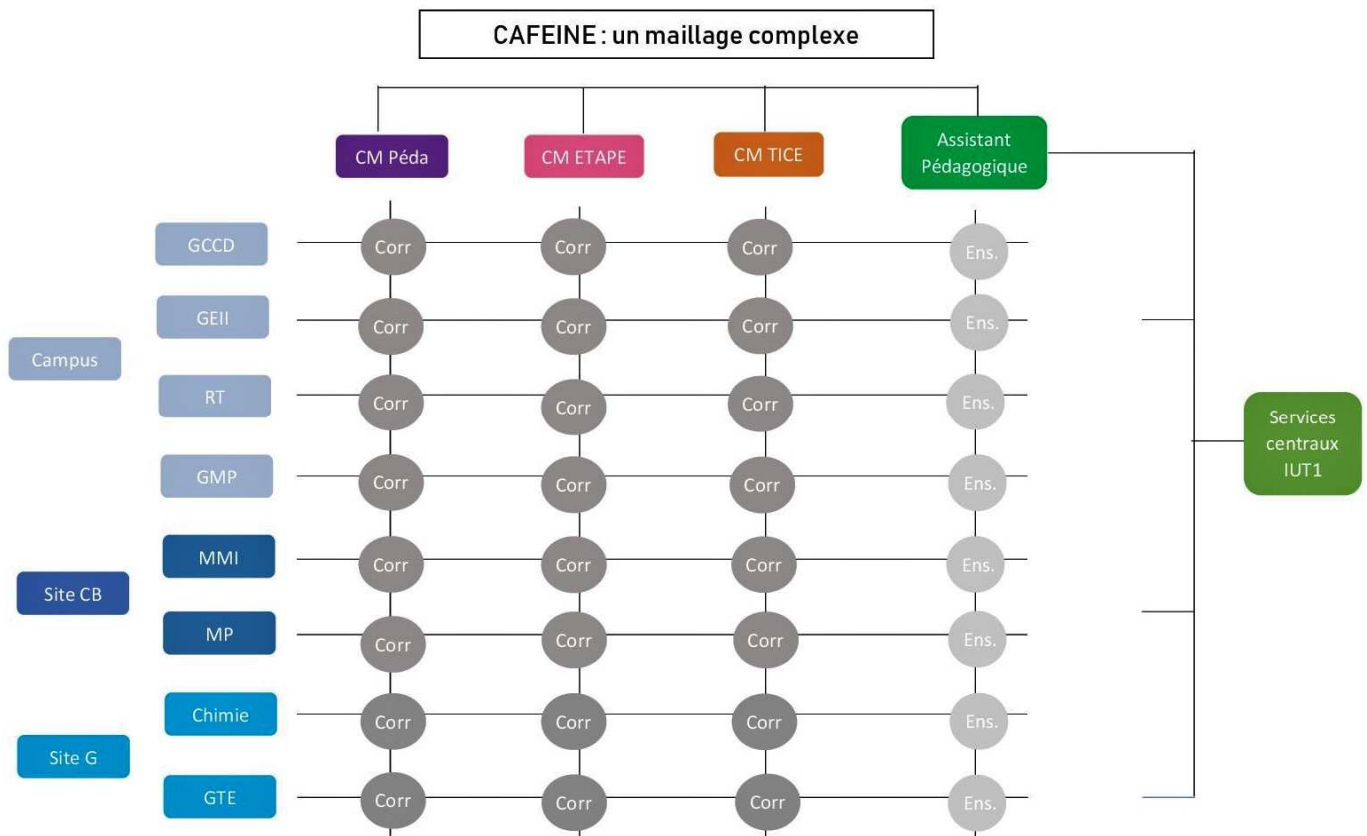 CAFEINE : un maillage complexe
CM Péda
CM ETAPE
CM TICE
Assistant
Pédagogique
GCCD
Corr
Corr
Corr
Ens.
GEII
Corr
Corr
Corr
Ens.
Campus
RT
Corr
Corr
Corr
Ens.
GMP
Corr
Corr
Corr
Ens.
Services
centraux
IUT1
MMI
Corr
Corr
Corr
Ens.
Site CB
MP
Corr
Corr
Corr
Ens.
Chimie
Corr
Corr
Corr
Ens.
Site G
GTE
Corr
Corr
Corr
Ens.